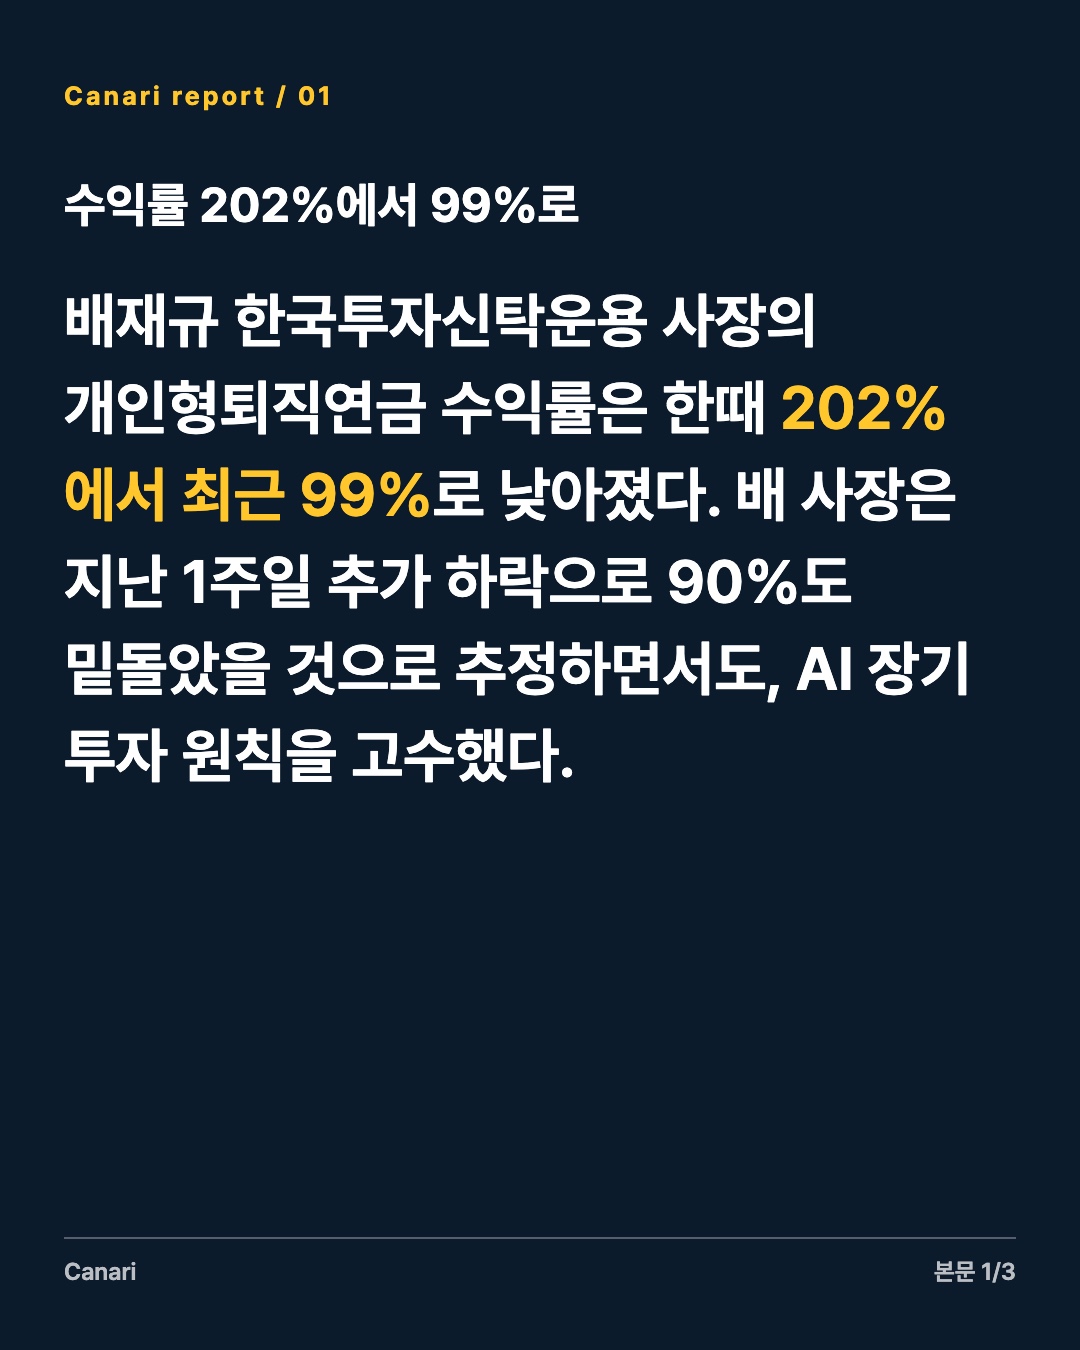 Canari report / 01
수익률 202%에서 99%로
배재규 한국투자신탁운용 사장의
개인형퇴직연금 수익률은 한때 202%
에서 최근 99%로 낮아졌다. 배 사장은
지난 1주일 추가 하락으로 90%도
밑돌았을 것으로 추정하면서도, AI 장기
투자 원칙을 고수했다.
Canari
본문 1/3